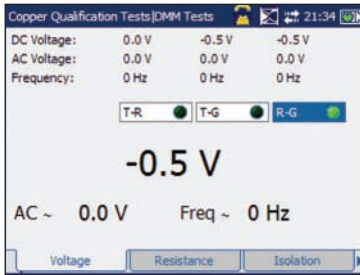 Copper Qualification Tests|DMM Tests 21:34
DC Voltage: 0.0 V -0.5 V -0.5 V
AC Voltage: 0.0 V 0.0 V 0.0 V
Frequency: 0 Hz 0 Hz 0 Hz
T-R T-G R-G
-0.5 V
AC ~ 0.0 V Freq ~ 0 Hz
Voltage Resistance Isolation